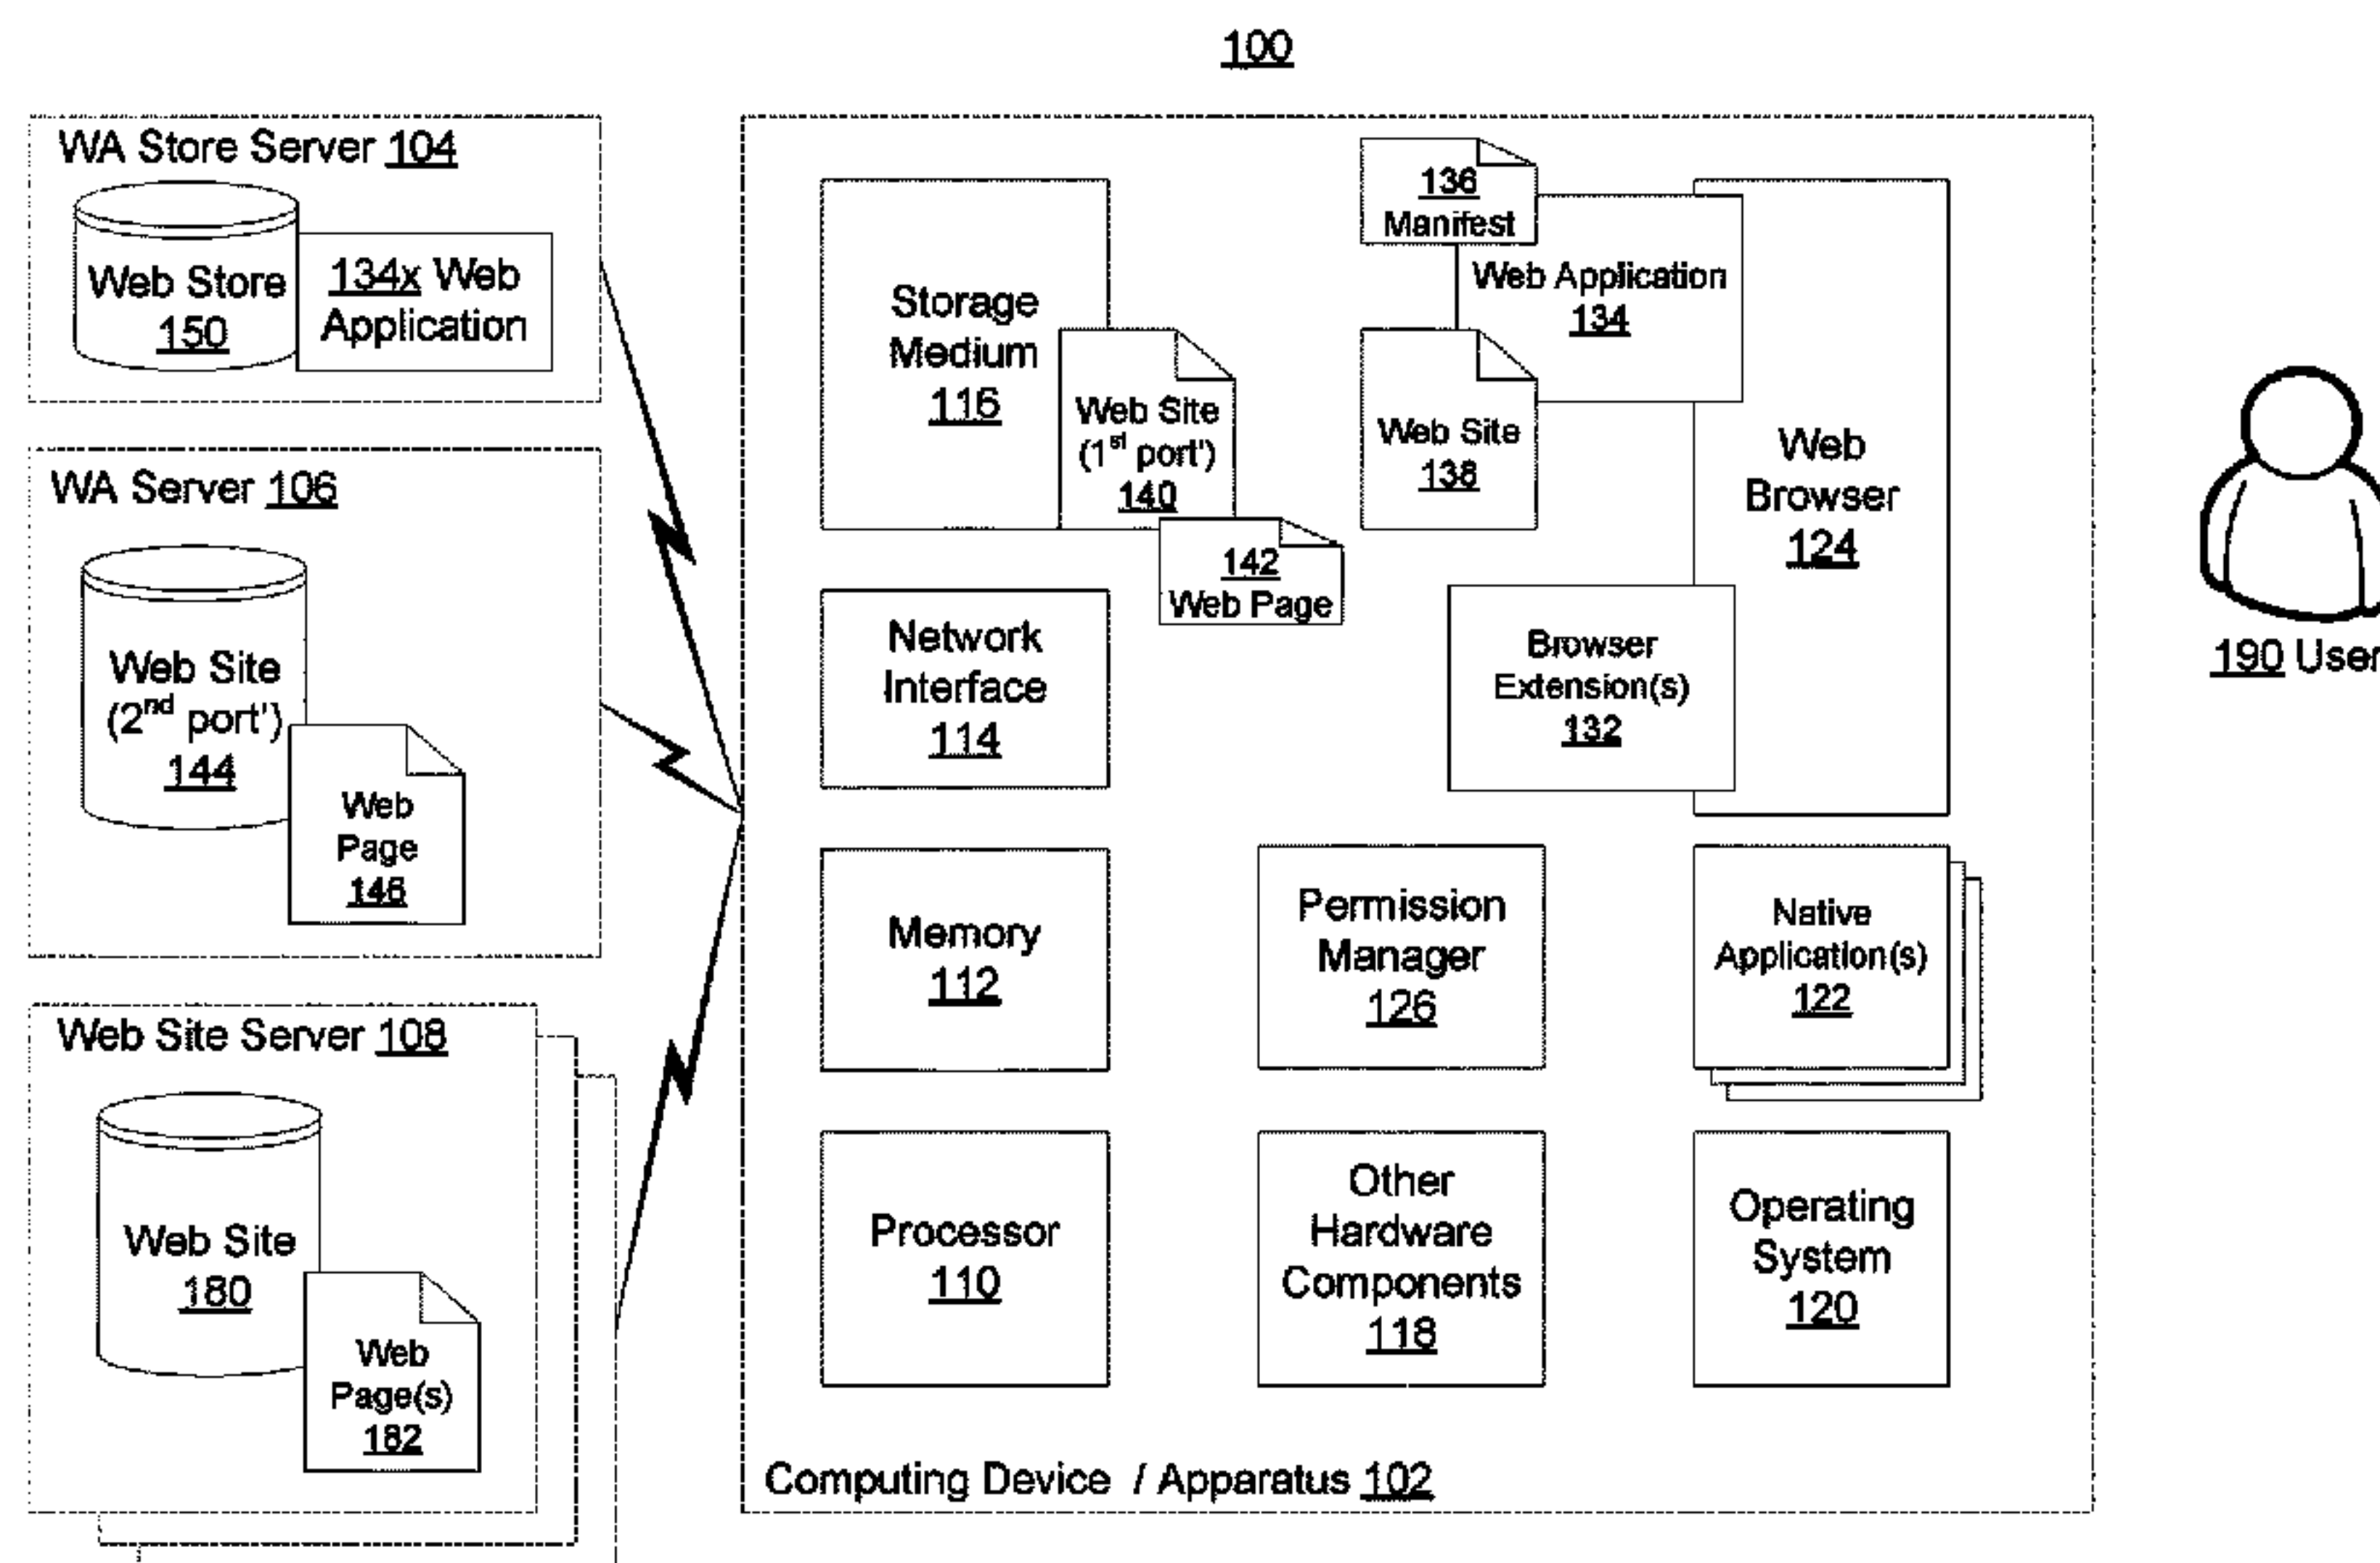 100
WA Store Server 104
Web Store
150
134x Web
Application
WA Server 106
Web Site
(2nd port')
144
Web
Page
146
Web Site Server 108
Web Site
180
Web
Page(s)
182
Storage
Medium
116
Web Site
(1st port')
140
142
Web Page
136
Manifest
Web Application
134
Web Site
138
Web
Browser
124
Network
Interface
114
Browser
Extension(s)
132
Memory
112
Permission
Manager
126
Native
Application(s)
122
Processor
110
Other
Hardware
Components
118
Operating
System
120
Computing Device / Apparatus 102
190 User